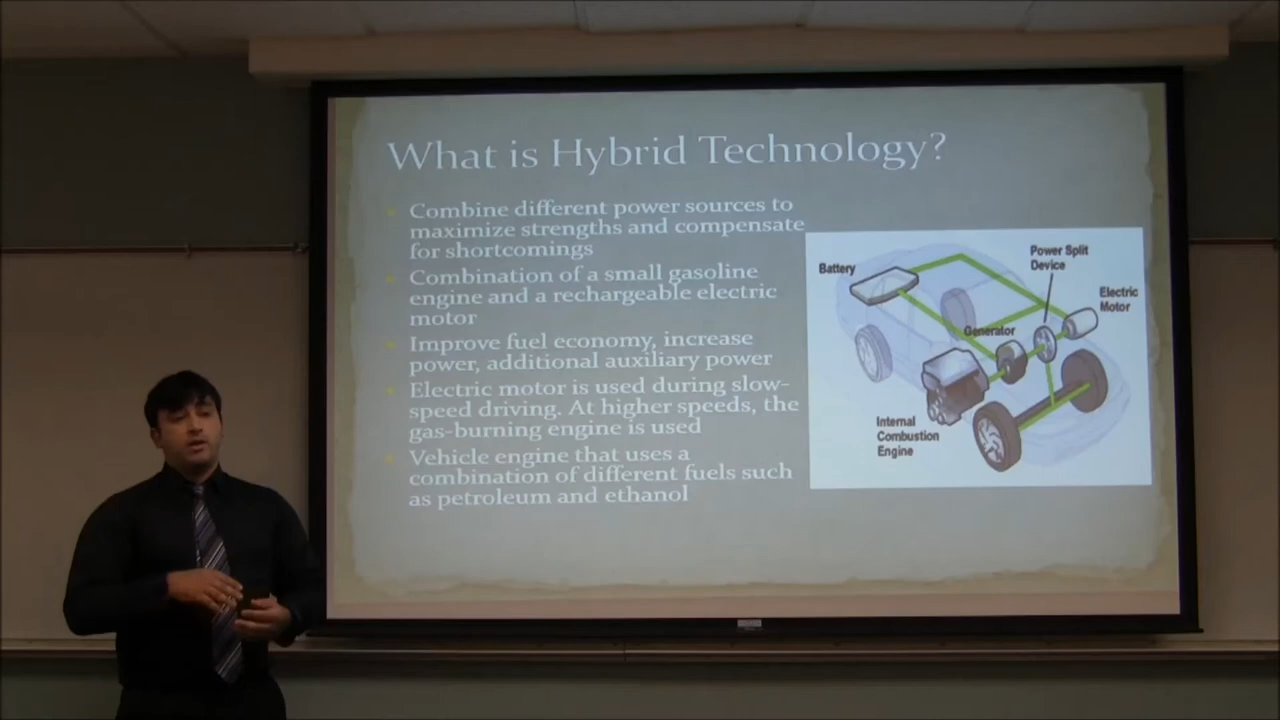 What is Hybrid Technology?
Combine different power sources to
maximize strengths and compensate
for shortcomings
Combination of a small gasoline
engine and a rechargeable electric
motor
Improve fuel economy, increase
power, additional auxiliary power
Electric motor is used during slow-
speed driving. At higher speeds, the
gas-burning engine is used
Vehicle engine that uses a
combination of different fuels such
as petroleum and ethanol
Battery
Power Split
Device
Electric
Motor
Generator
Internal
Combustion
Engine